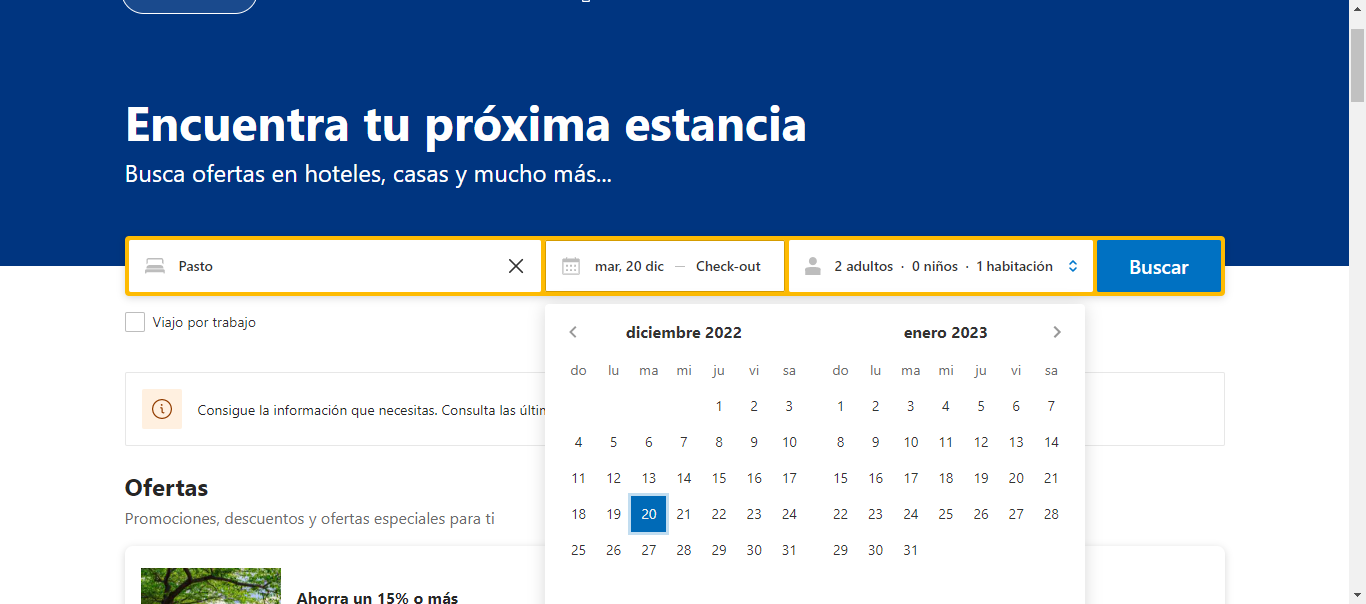 Encuentra tu próxima estancia
Busca ofertas en hoteles, casas y mucho más...
Pasto
mar, 20 dic — Check-out
2 adultos · 0 niños · 1 habitación
Buscar
Viajo por trabajo
diciembre 2022
do lu ma mi ju vi sa
1 2 3
4 5 6 7 8 9 10
11 12 13 14 15 16 17
18 19 20 21 22 23 24
25 26 27 28 29 30 31
enero 2023
do lu ma mi ju vi sa
1 2 3 4 5 6 7
8 9 10 11 12 13 14
15 16 17 18 19 20 21
22 23 24 25 26 27 28
29 30 31
Consigue la información que necesitas. Consulta las
Ofertas
Promociones, descuentos y ofertas especiales para ti
Ahorra un 15% o más